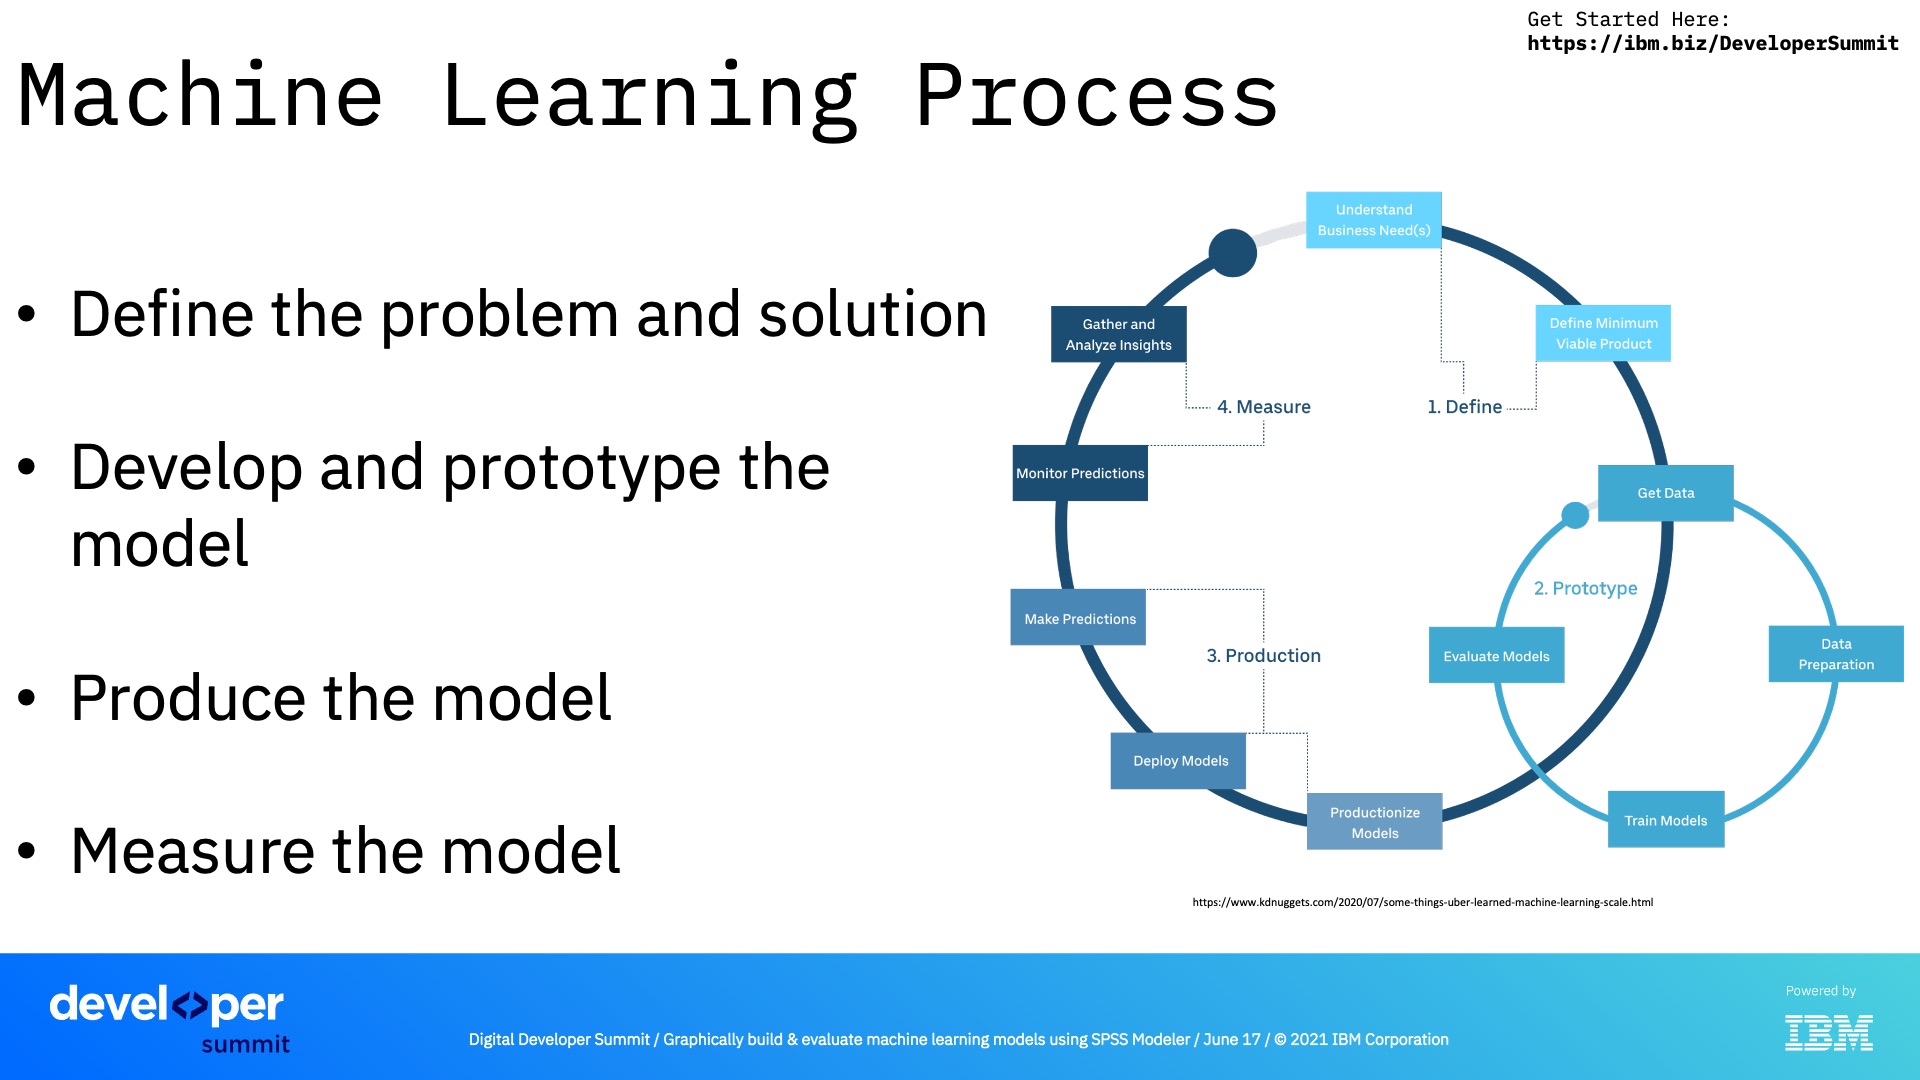 Get Started Here:
https://ibm.biz/DeveloperSummit
Machine Learning Process
• Define the problem and solution
• Develop and prototype the
model
• Produce the model
• Measure the model
Understand
Business Need(s)
Define Minimum
Viable Product
1. Define
Get Data
2. Prototype
Data
Preparation
Train Models
Evaluate Models
Productionize
Models
Deploy Models
3. Production
Make Predictions
Monitor Predictions
4. Measure
Gather and
Analyze Insights
https://www.kdnuggets.com/2020/07/some-things-uber-learned-machine-learning-scale.html
devel<>per
summit
Digital Developer Summit / Graphically build & evaluate machine learning models using SPSS Modeler / June 17 / © 2021 IBM Corporation
Powered by
IBM